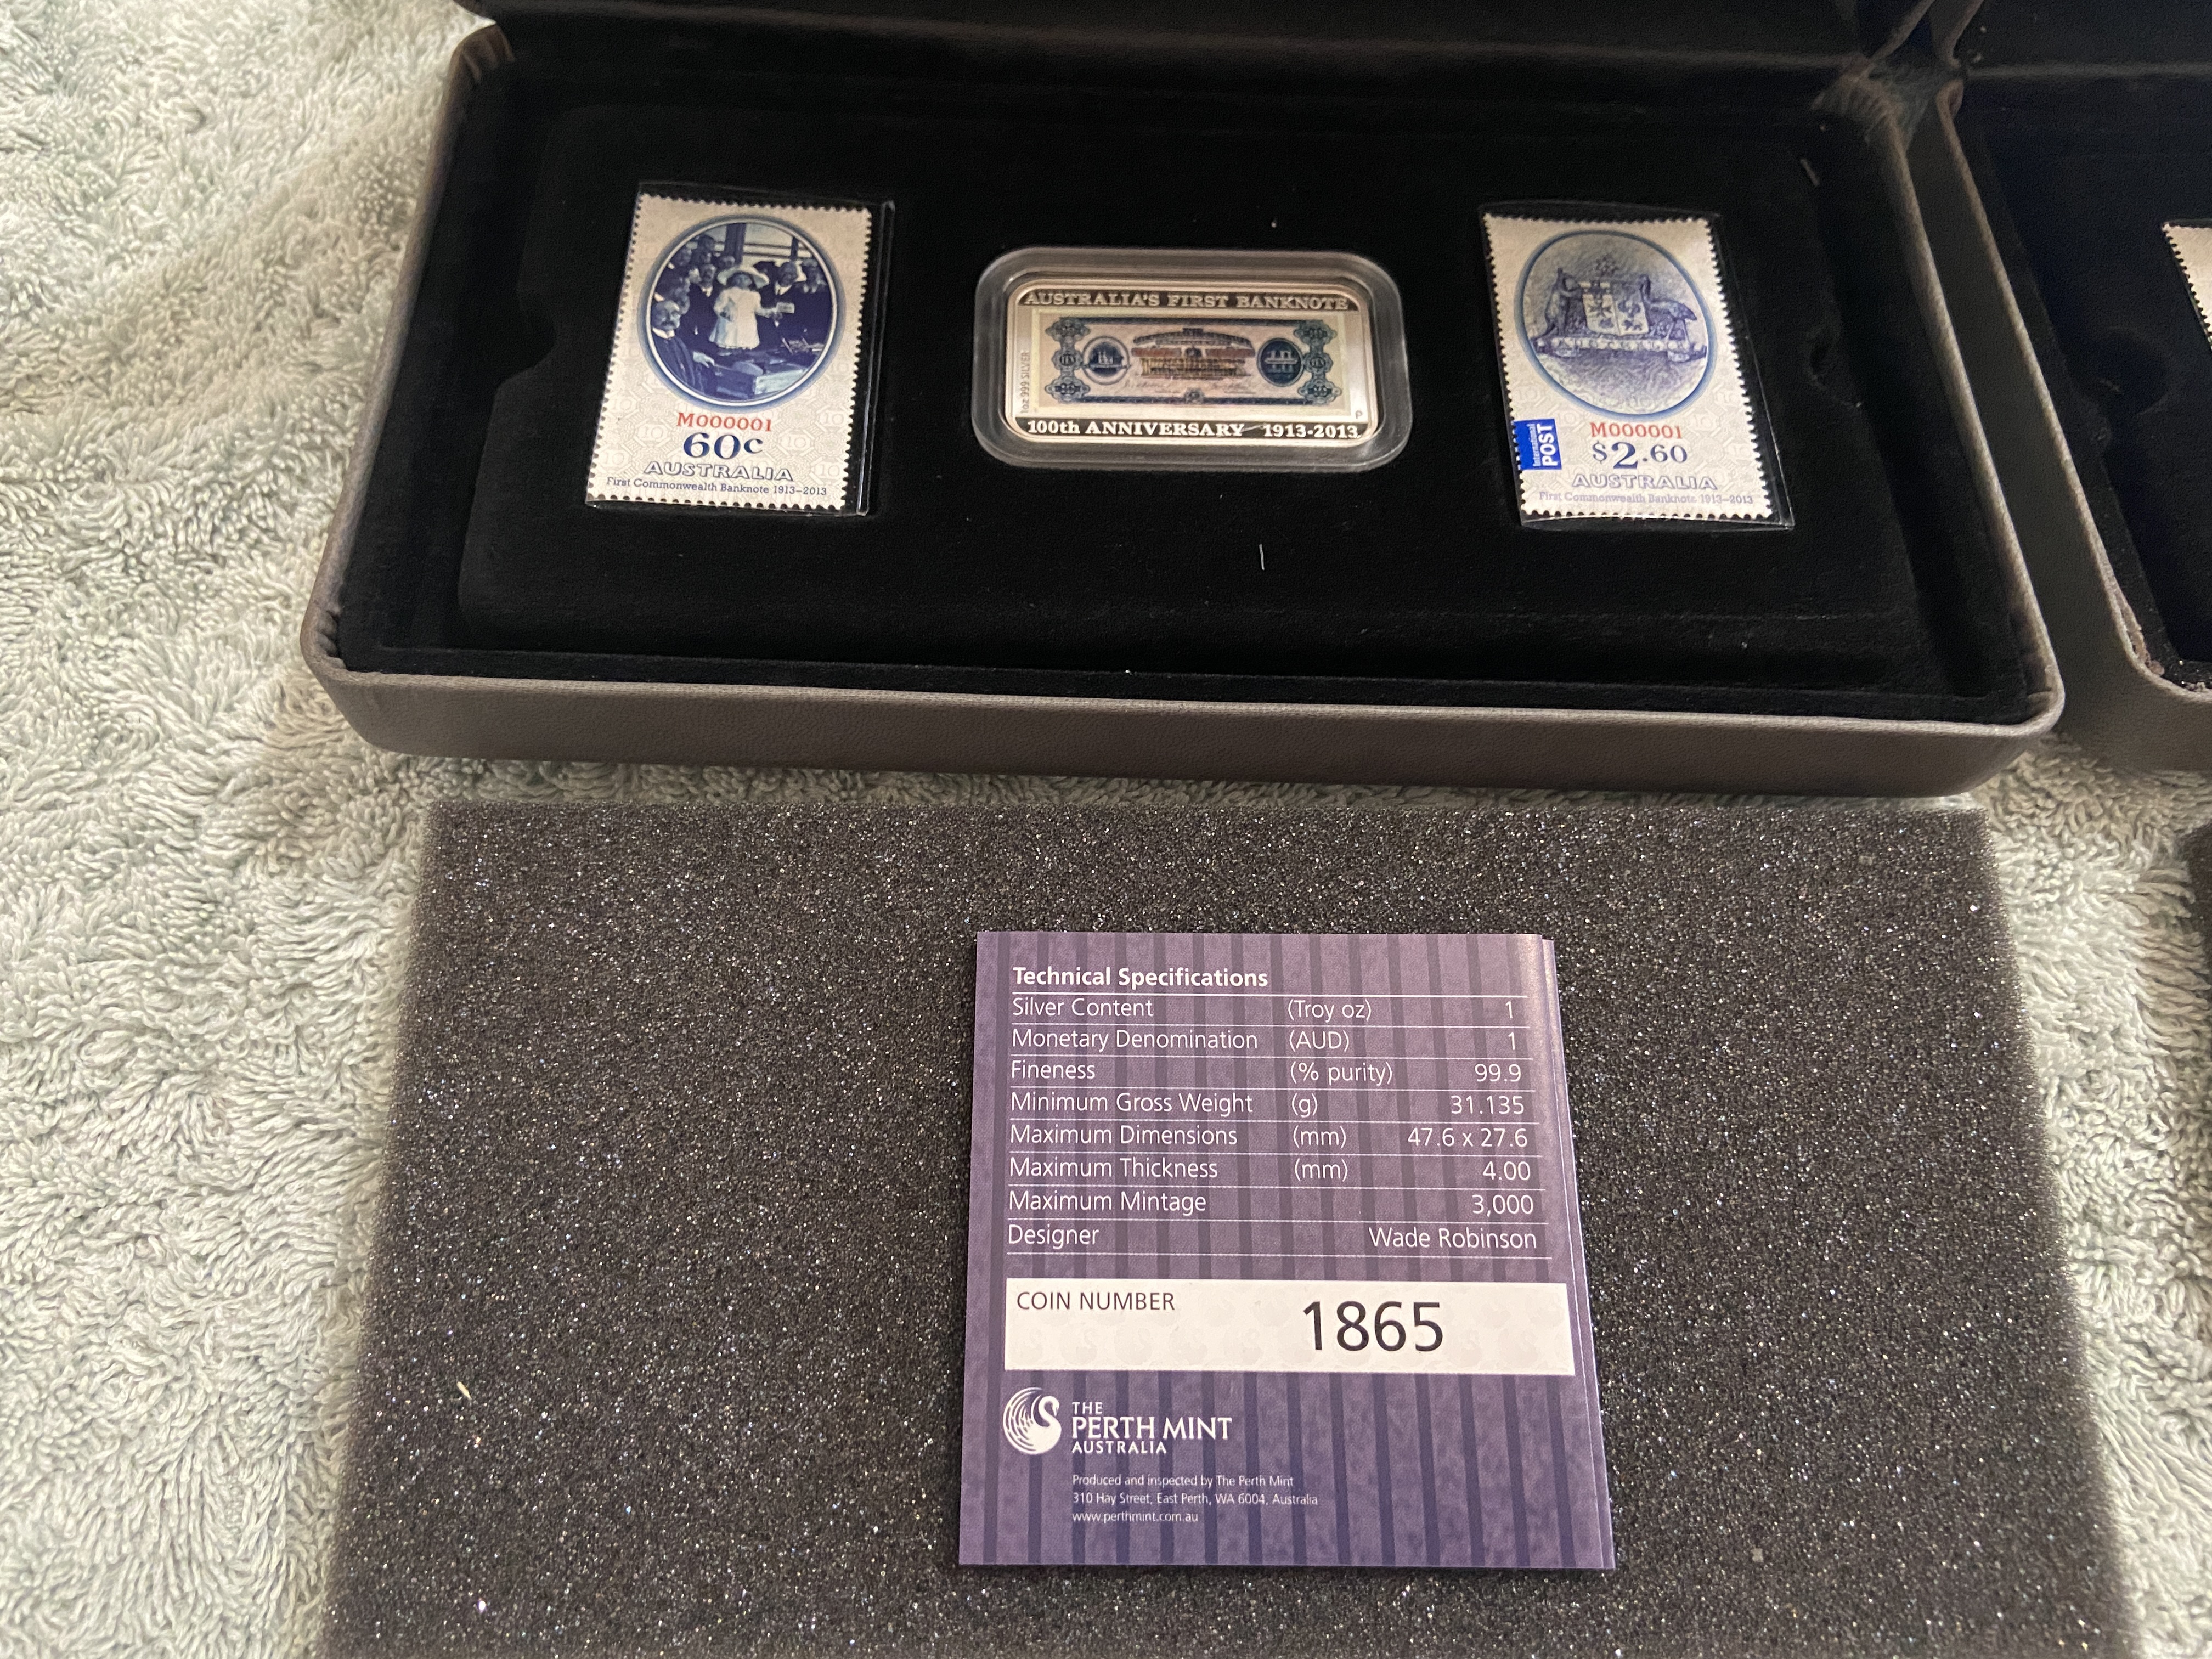 M000001
60c
AUSTRALIA
First Commonwealth Banknote 1913–2013
AUSTRALIA'S FIRST BANKNOTE
1oz 999 SILVER
P
100th ANNIVERSARY 1913-2013
AUSTRALIA
International
POST
M000001
$2.60
AUSTRALIA
First Commonwealth Banknote 1913–2013
Technical Specifications
Silver Content (Troy oz) 1
Monetary Denomination (AUD) 1
Fineness (% purity) 99.9
Minimum Gross Weight (g) 31.135
Maximum Dimensions (mm) 47.6 x 27.6
Maximum Thickness (mm) 4.00
Maximum Mintage 3,000
Designer Wade Robinson
COIN NUMBER 1865
THE
PERTH MINT
AUSTRALIA
Produced and inspected by The Perth Mint
310 Hay Street, East Perth, WA 6004, Australia
www.perthmint.com.au